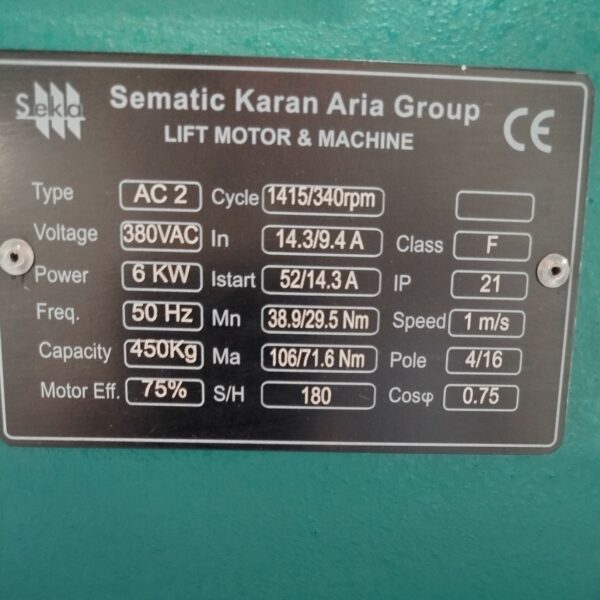 Sekla Sematic Karan Aria Group
LIFT MOTOR & MACHINE CE
Type AC 2 Cycle 1415/340rpm
Voltage 380VAC In 14.3/9.4 A Class F
Power 6 KW Istart 52/14.3 A IP 21
Freq. 50 Hz Mn 38.9/29.5 Nm Speed 1 m/s
Capacity 450Kg Ma 106/71.6 Nm Pole 4/16
Motor Eff. 75% S/H 180 Cosφ 0.75